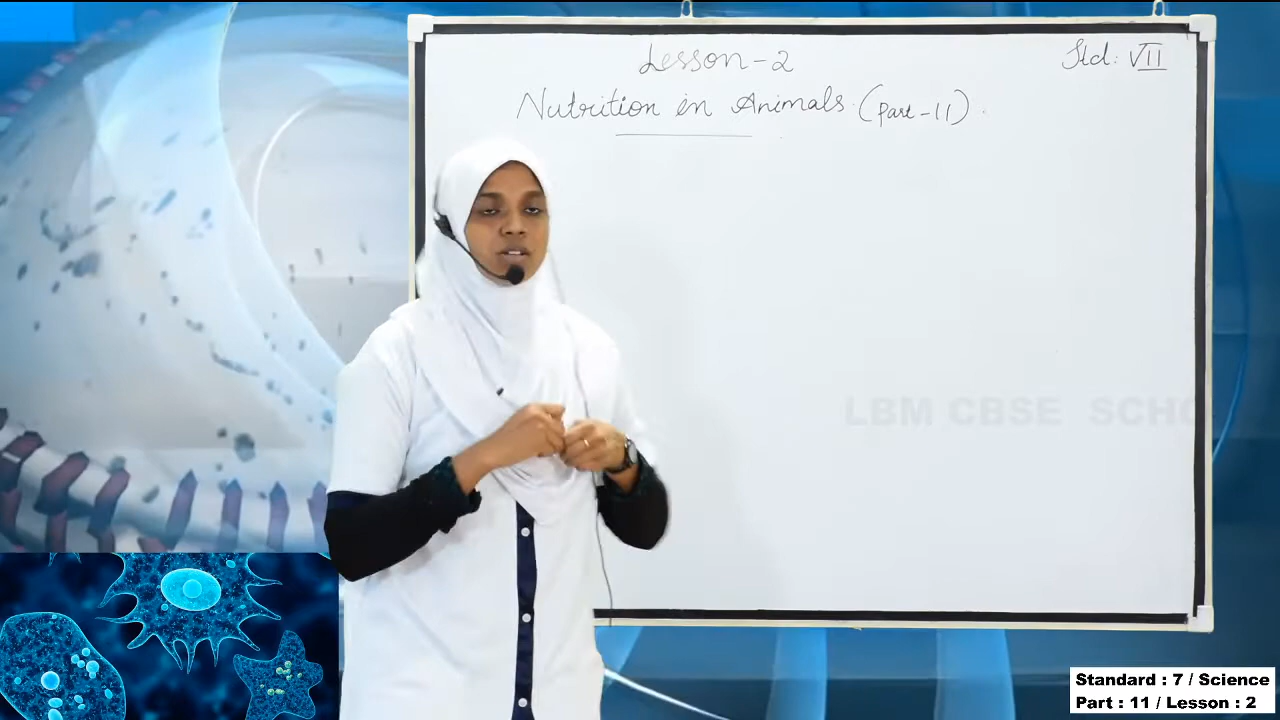 Lesson-2
Std: VII
Nutrition in Animals. (Part-11).
LBM CBSE SCHO
Standard : 7 / Science
Part : 11 / Lesson : 2